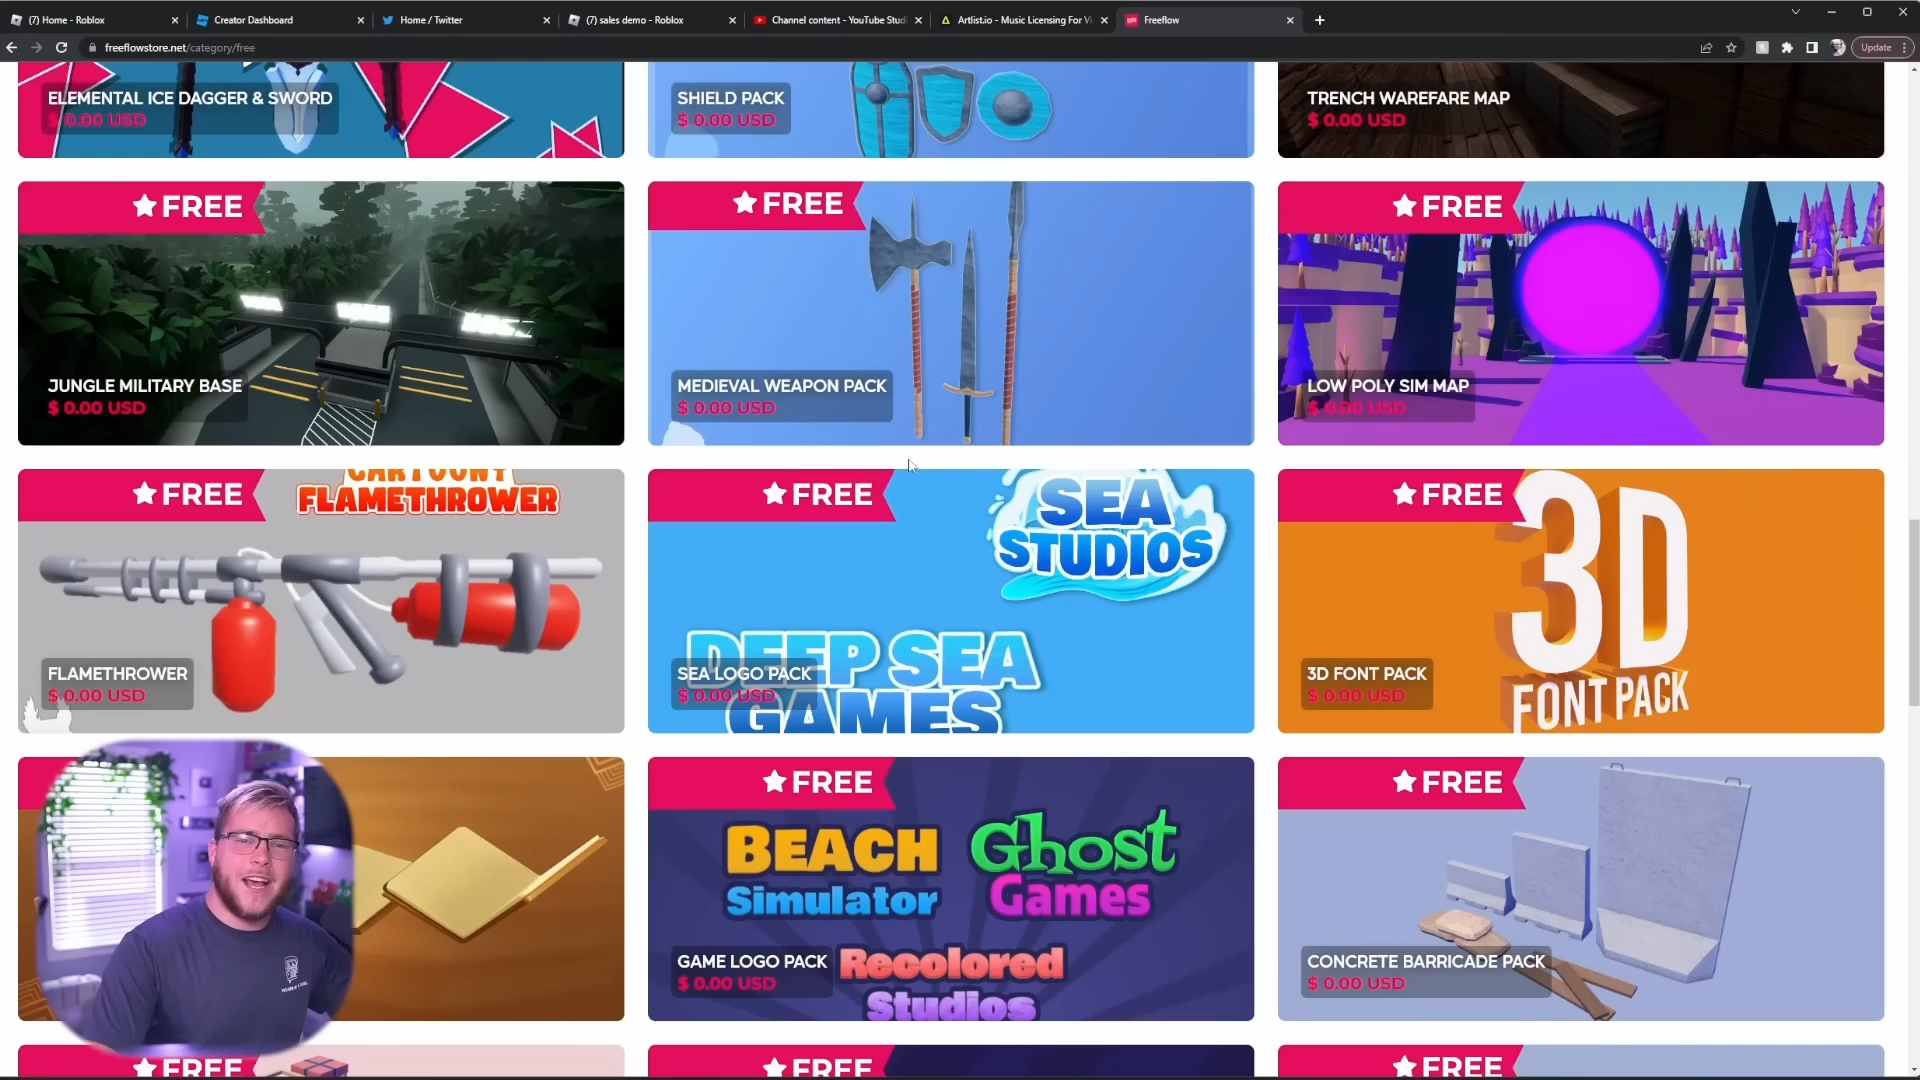 (7) Home - Roblox
Creator Dashboard
Home / Twitter
(7) sales demo - Roblox
Channel content - YouTube Studi
Artlist.io - Music Licensing For Vi
Freeflow
freeflowstore.net/category/free
Update
ELEMENTAL ICE DAGGER & SWORD
$ 0.00 USD
SHIELD PACK
$ 0.00 USD
TRENCH WAREFARE MAP
$ 0.00 USD
FREE
JUNGLE MILITARY BASE
$ 0.00 USD
FREE
MEDIEVAL WEAPON PACK
$ 0.00 USD
FREE
LOW POLY SIM MAP
$ 0.00 USD
FREE
CARTOONY
FLAMETHROWER
FLAMETHROWER
$ 0.00 USD
FREE
SEA
STUDIOS
DEEP SEA
GAMES
SEA LOGO PACK
$ 0.00 USD
FREE
3D
FONT PACK
3D FONT PACK
$ 0.00 USD
FREE
BEACH
Simulator
Ghost
Games
Recolored
Studios
GAME LOGO PACK
$ 0.00 USD
FREE
CONCRETE BARRICADE PACK
$ 0.00 USD
FREE
FREE
FREE